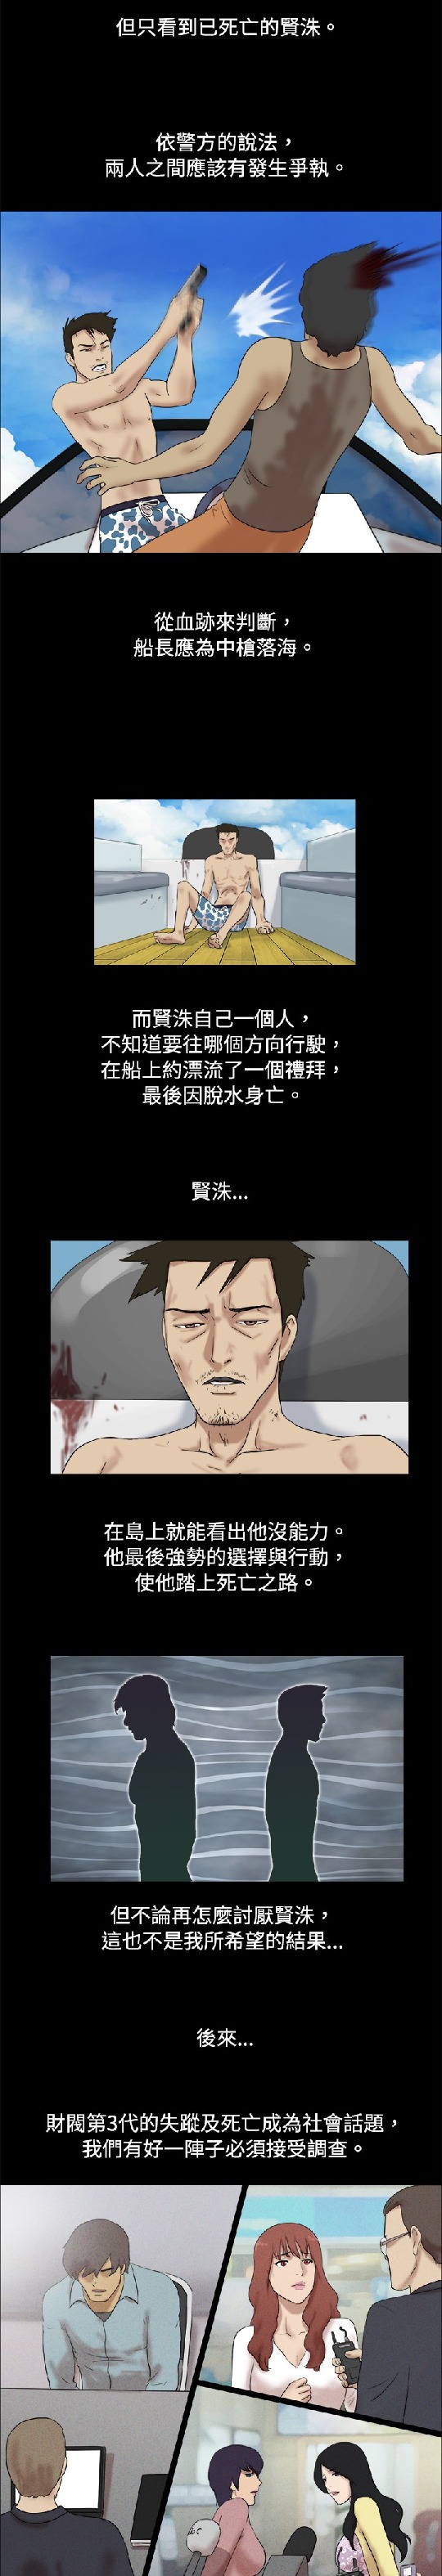 但只看到已死亡的賢洙。
依警方的說法，
兩人之間應該有發生爭執。
從血跡來判斷，
船長應為中槍落海。
而賢洙自己一個人，
不知道要往哪個方向行駛，
在船上約漂流了一個禮拜，
最後因脫水身亡。
賢洙...
在島上就能看出他沒能力。
他最後強勢的選擇與行動，
使他踏上死亡之路。
但不論再怎麼討厭賢洙，
這也不是我所希望的結果...
後來...
財閥第3代的失蹤及死亡成為社會話題，
我們有好一陣子必須接受調查。